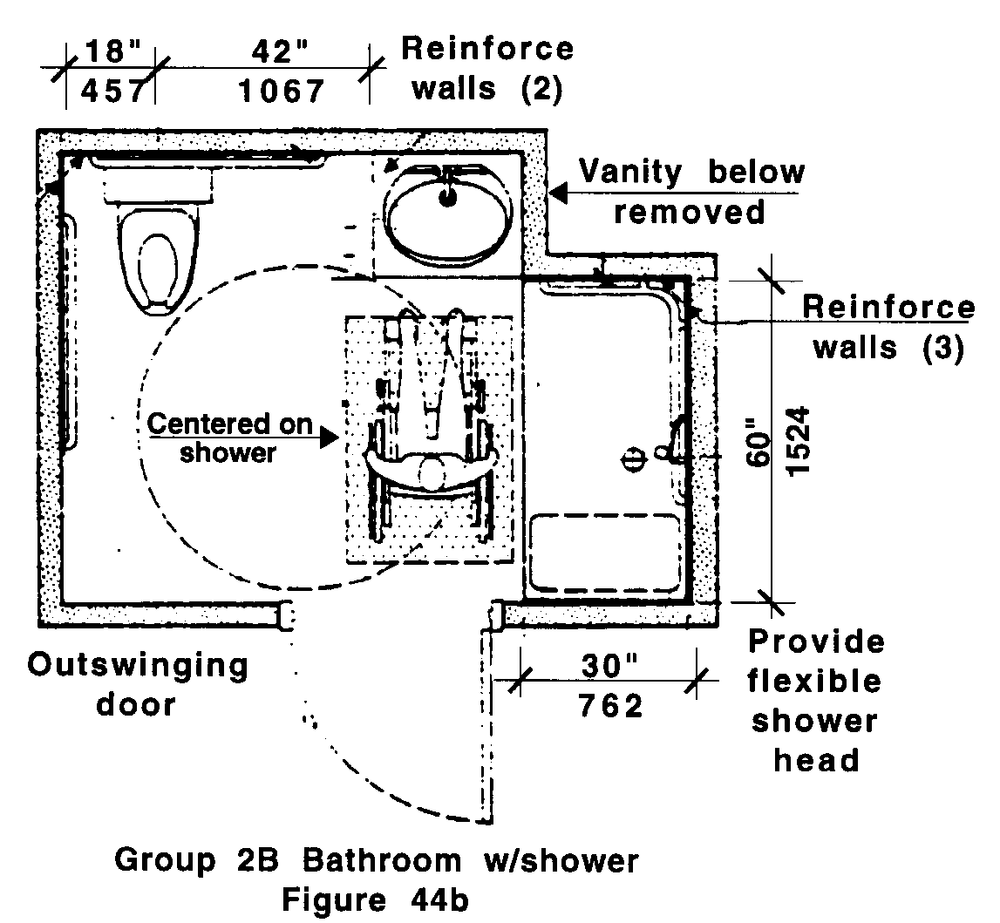 18"
457
42"
1067
Reinforce
walls (2)
Vanity below
removed
Reinforce
walls (3)
Centered on
shower
60"
1524
Outswinging
door
30"
762
Provide
flexible
shower
head
Group 2B Bathroom w/shower
Figure 44b